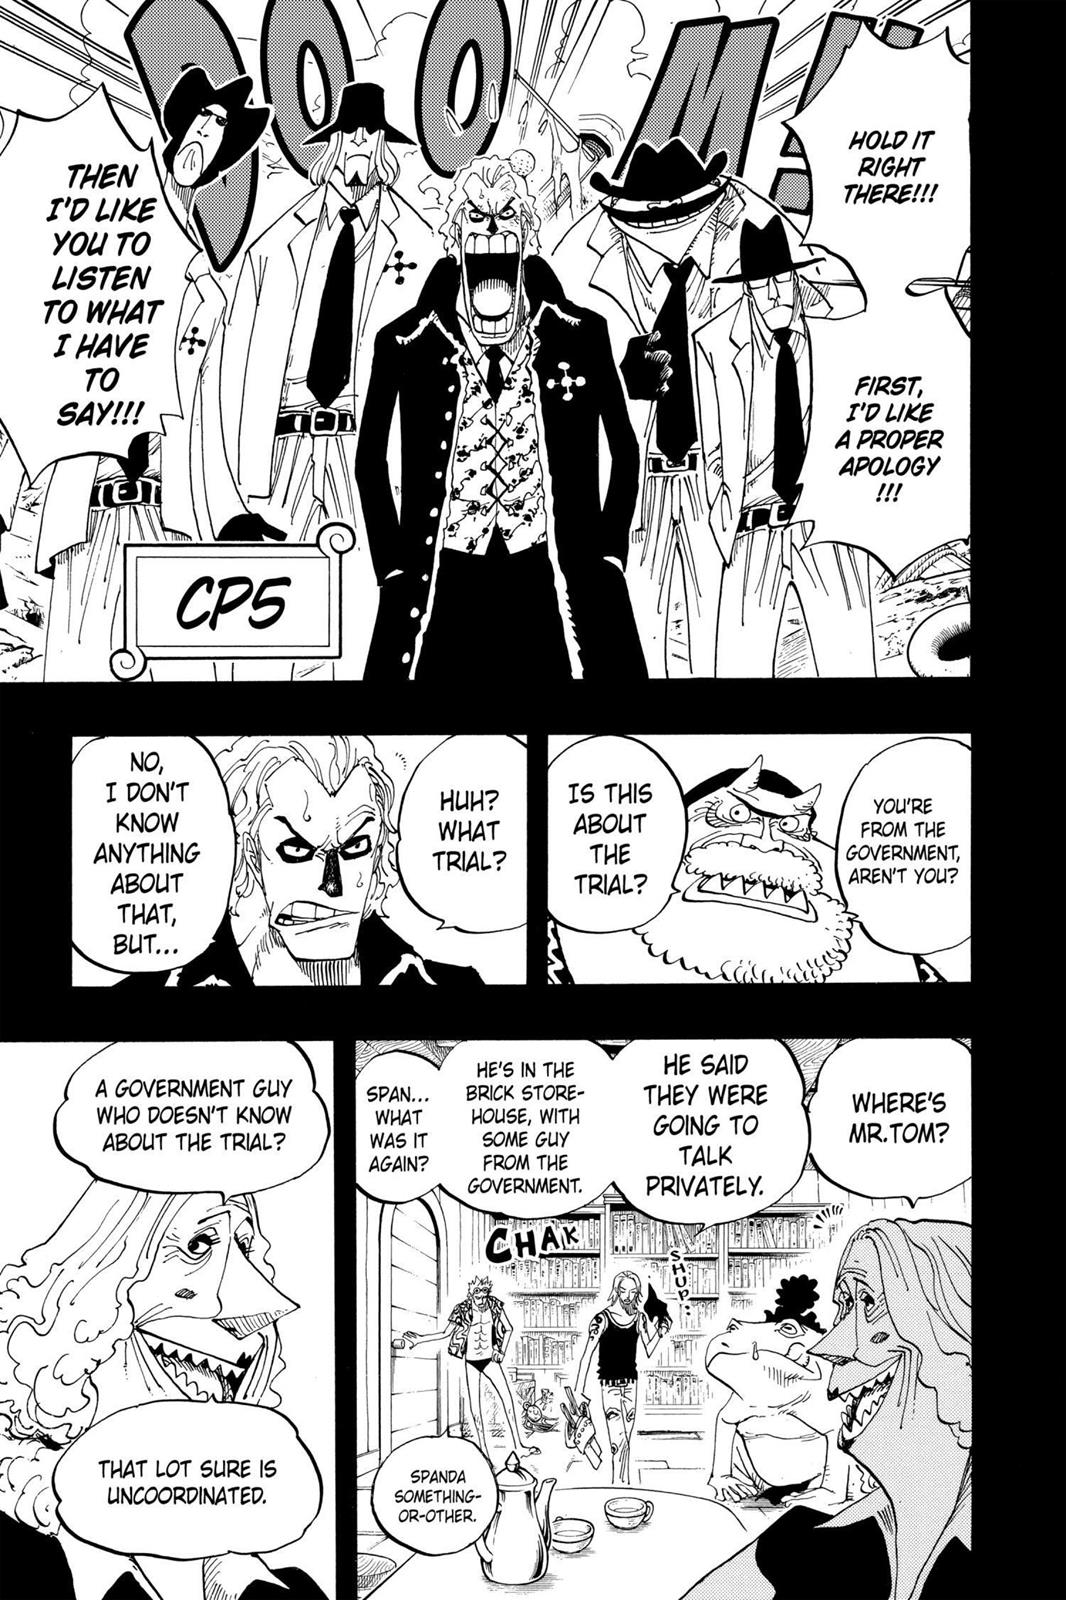 DOOOM!!
HOLD IT
RIGHT
THERE!!!
FIRST,
I'D LIKE
A PROPER
APOLOGY
!!!
THEN
I'D LIKE
YOU TO
LISTEN
TO WHAT
I HAVE
TO
SAY!!!
CP5
YOU'RE
FROM THE
GOVERNMENT,
AREN'T YOU?
IS THIS
ABOUT
THE
TRIAL?
HUH?
WHAT
TRIAL?
NO,
I DON'T
KNOW
ANYTHING
ABOUT
THAT,
BUT...
WHERE'S
MR.TOM?
HE SAID
THEY WERE
GOING TO
TALK
PRIVATELY.
HE'S IN THE
BRICK STORE-
HOUSE, WITH
SOME GUY
FROM THE
GOVERNMENT.
SPAN...
WHAT
WAS IT
AGAIN?
CHAK
SHUP..
SPANDA
SOMETHING-
OR-OTHER.
A GOVERNMENT GUY
WHO DOESN'T KNOW
ABOUT THE TRIAL?
THAT LOT SURE IS
UNCOORDINATED.